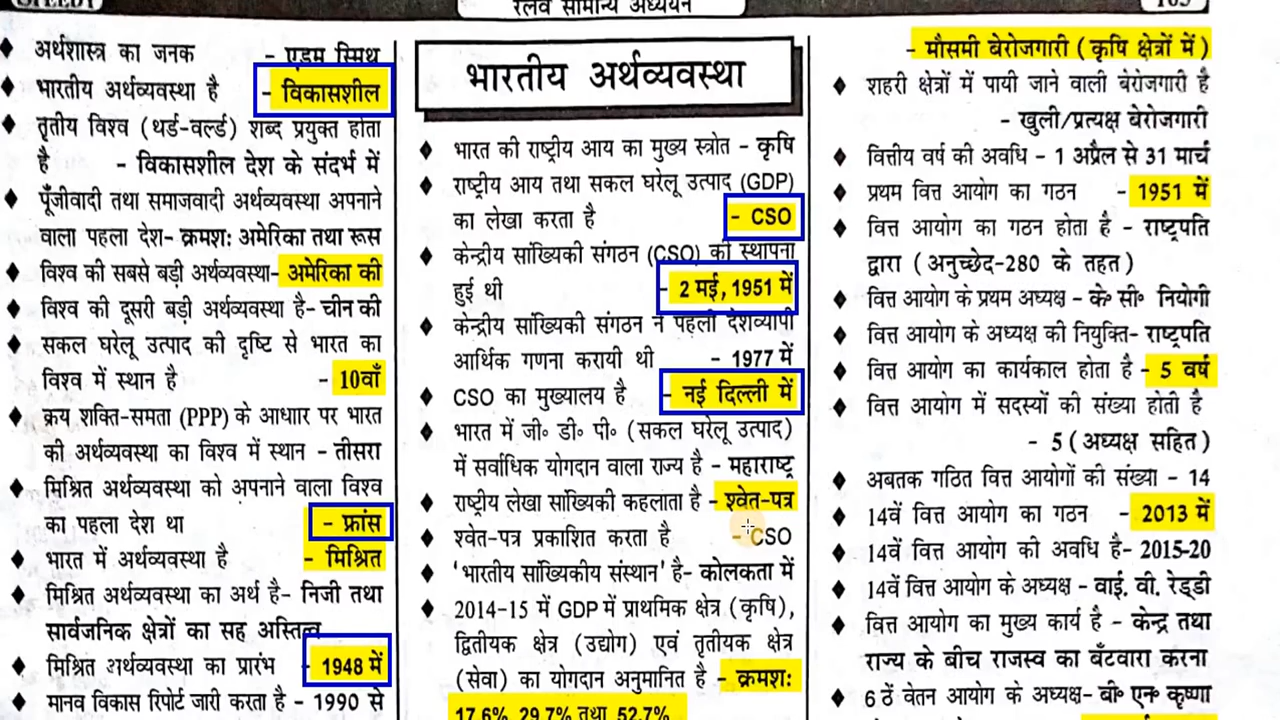 SPEEDY
रेलवे सामान्य अध्ययन
165
♦ अर्थशास्त्र का जनक - एडम स्मिथ
♦ भारतीय अर्थव्यवस्था है - विकासशील
♦ तृतीय विश्व (थर्ड-वर्ल्ड) शब्द प्रयुक्त होता
है - विकासशील देश के संदर्भ में
♦ पूँजीवादी तथा समाजवादी अर्थव्यवस्था अपनाने
वाला पहला देश- क्रमश: अमेरिका तथा रूस
♦ विश्व की सबसे बड़ी अर्थव्यवस्था- अमेरिका की
♦ विश्व की दूसरी बड़ी अर्थव्यवस्था है- चीन की
♦ सकल घरेलू उत्पाद की दृष्टि से भारत का
विश्व में स्थान है - 10वाँ
♦ क्रय शक्ति-समता (PPP) के आधाार पर भारत
की अर्थव्यवस्था का विश्व में स्थान - तीसरा
♦ मिश्रित अर्थव्यवस्था को अपनाने वाला विश्व
का पहला देश था - फ्रांस
♦ भारत में अर्थव्यवस्था है - मिश्रित
♦ मिश्रित अर्थव्यवस्था का अर्थ है- निजी तथा
सार्वजनिक क्षेत्रों का सह अस्तित्व
♦ मिश्रित अर्थव्यवस्था का प्रारंभ - 1948 में
♦ मानव विकास रिपोर्ट जारी करता है - 1990 से
भारतीय अर्थव्यवस्था
♦ भारत की राष्ट्रीय आय का मुख्य स्त्रोत - कृषि
♦ राष्ट्रीय आय तथा सकल घरेलू उत्पाद (GDP)
का लेखा करता है - CSO
♦ केन्द्रीय सांख्यिकी संगठन (CSO) की स्थापना
हुई थी - 2 मई, 1951 में
♦ केन्द्रीय सांख्यिकी संगठन ने पहली देशव्यापी
आर्थिक गणना करायी थी - 1977 में
♦ CSO का मुख्यालय है - नई दिल्ली में
♦ भारत में जी॰ डी॰ पी॰ (सकल घरेलू उत्पाद)
में सर्वाधिक योगदान वाला राज्य है - महाराष्ट्र
♦ राष्ट्रीय लेखा सांख्यिकी कहलाता है - श्वेत-पत्र
♦ श्वेत-पत्र प्रकाशित करता है - CSO
♦ 'भारतीय सांख्यिकीय संस्थान' है- कोलकता में
♦ 2014-15 में GDP में प्राथमिक क्षेत्र (कृषि),
द्वितीयक क्षेत्र (उद्योग) एवं तृतीयक क्षेत्र
(सेवा) का योगदान अनुमानित है - क्रमश:
17.6%, 29.7% तथा 52.7%
- मौसमी बेरोजगारी (कृषि क्षेत्रों में)
♦ शहरी क्षेत्रों में पायी जाने वाली बेरोजगारी है
- खुली/प्रत्यक्ष बेरोजगारी
♦ वित्तीय वर्ष की अवधि - 1 अप्रैल से 31 मार्च
♦ प्रथम वित्त आयोग का गठन - 1951 में
♦ वित्त आयोग का गठन होता है - राष्ट्रपति
द्वारा (अनुच्छेद-280 के तहत)
♦ वित्त आयोग के प्रथम अध्यक्ष - के॰ सी॰ नियोगी
♦ वित्त आयोग के अध्यक्ष की नियुक्ति- राष्ट्रपति
♦ वित्त आयोग का कार्यकाल होता है - 5 वर्ष
♦ वित्त आयोग में सदस्यों की संख्या होती है
- 5 (अध्यक्ष सहित)
♦ अबतक गठित वित्त आयोगों की संख्या - 14
♦ 14वें वित्त आयोग का गठन - 2013 में
♦ 14वें वित्त आयोग की अवधि है- 2015-20
♦ 14वें वित्त आयोग के अध्यक्ष - वाई. वी. रेड्डी
♦ वित्त आयोग का मुख्य कार्य है - केन्द्र तथा
राज्य के बीच राजस्व का बँटवारा करना
♦ 6 ठें वेतन आयोग के अध्यक्ष- बी॰ एन॰ कृष्णा